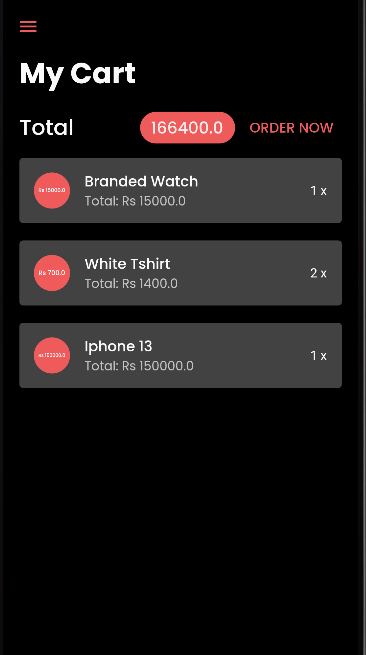 My Cart
Total 166400.0 ORDER NOW
Rs 15000.0 Branded Watch 1 x
Total: Rs 15000.0
Rs 700.0 White Tshirt 2 x
Total: Rs 1400.0
Rs 150000.0 Iphone 13 1 x
Total: Rs 150000.0